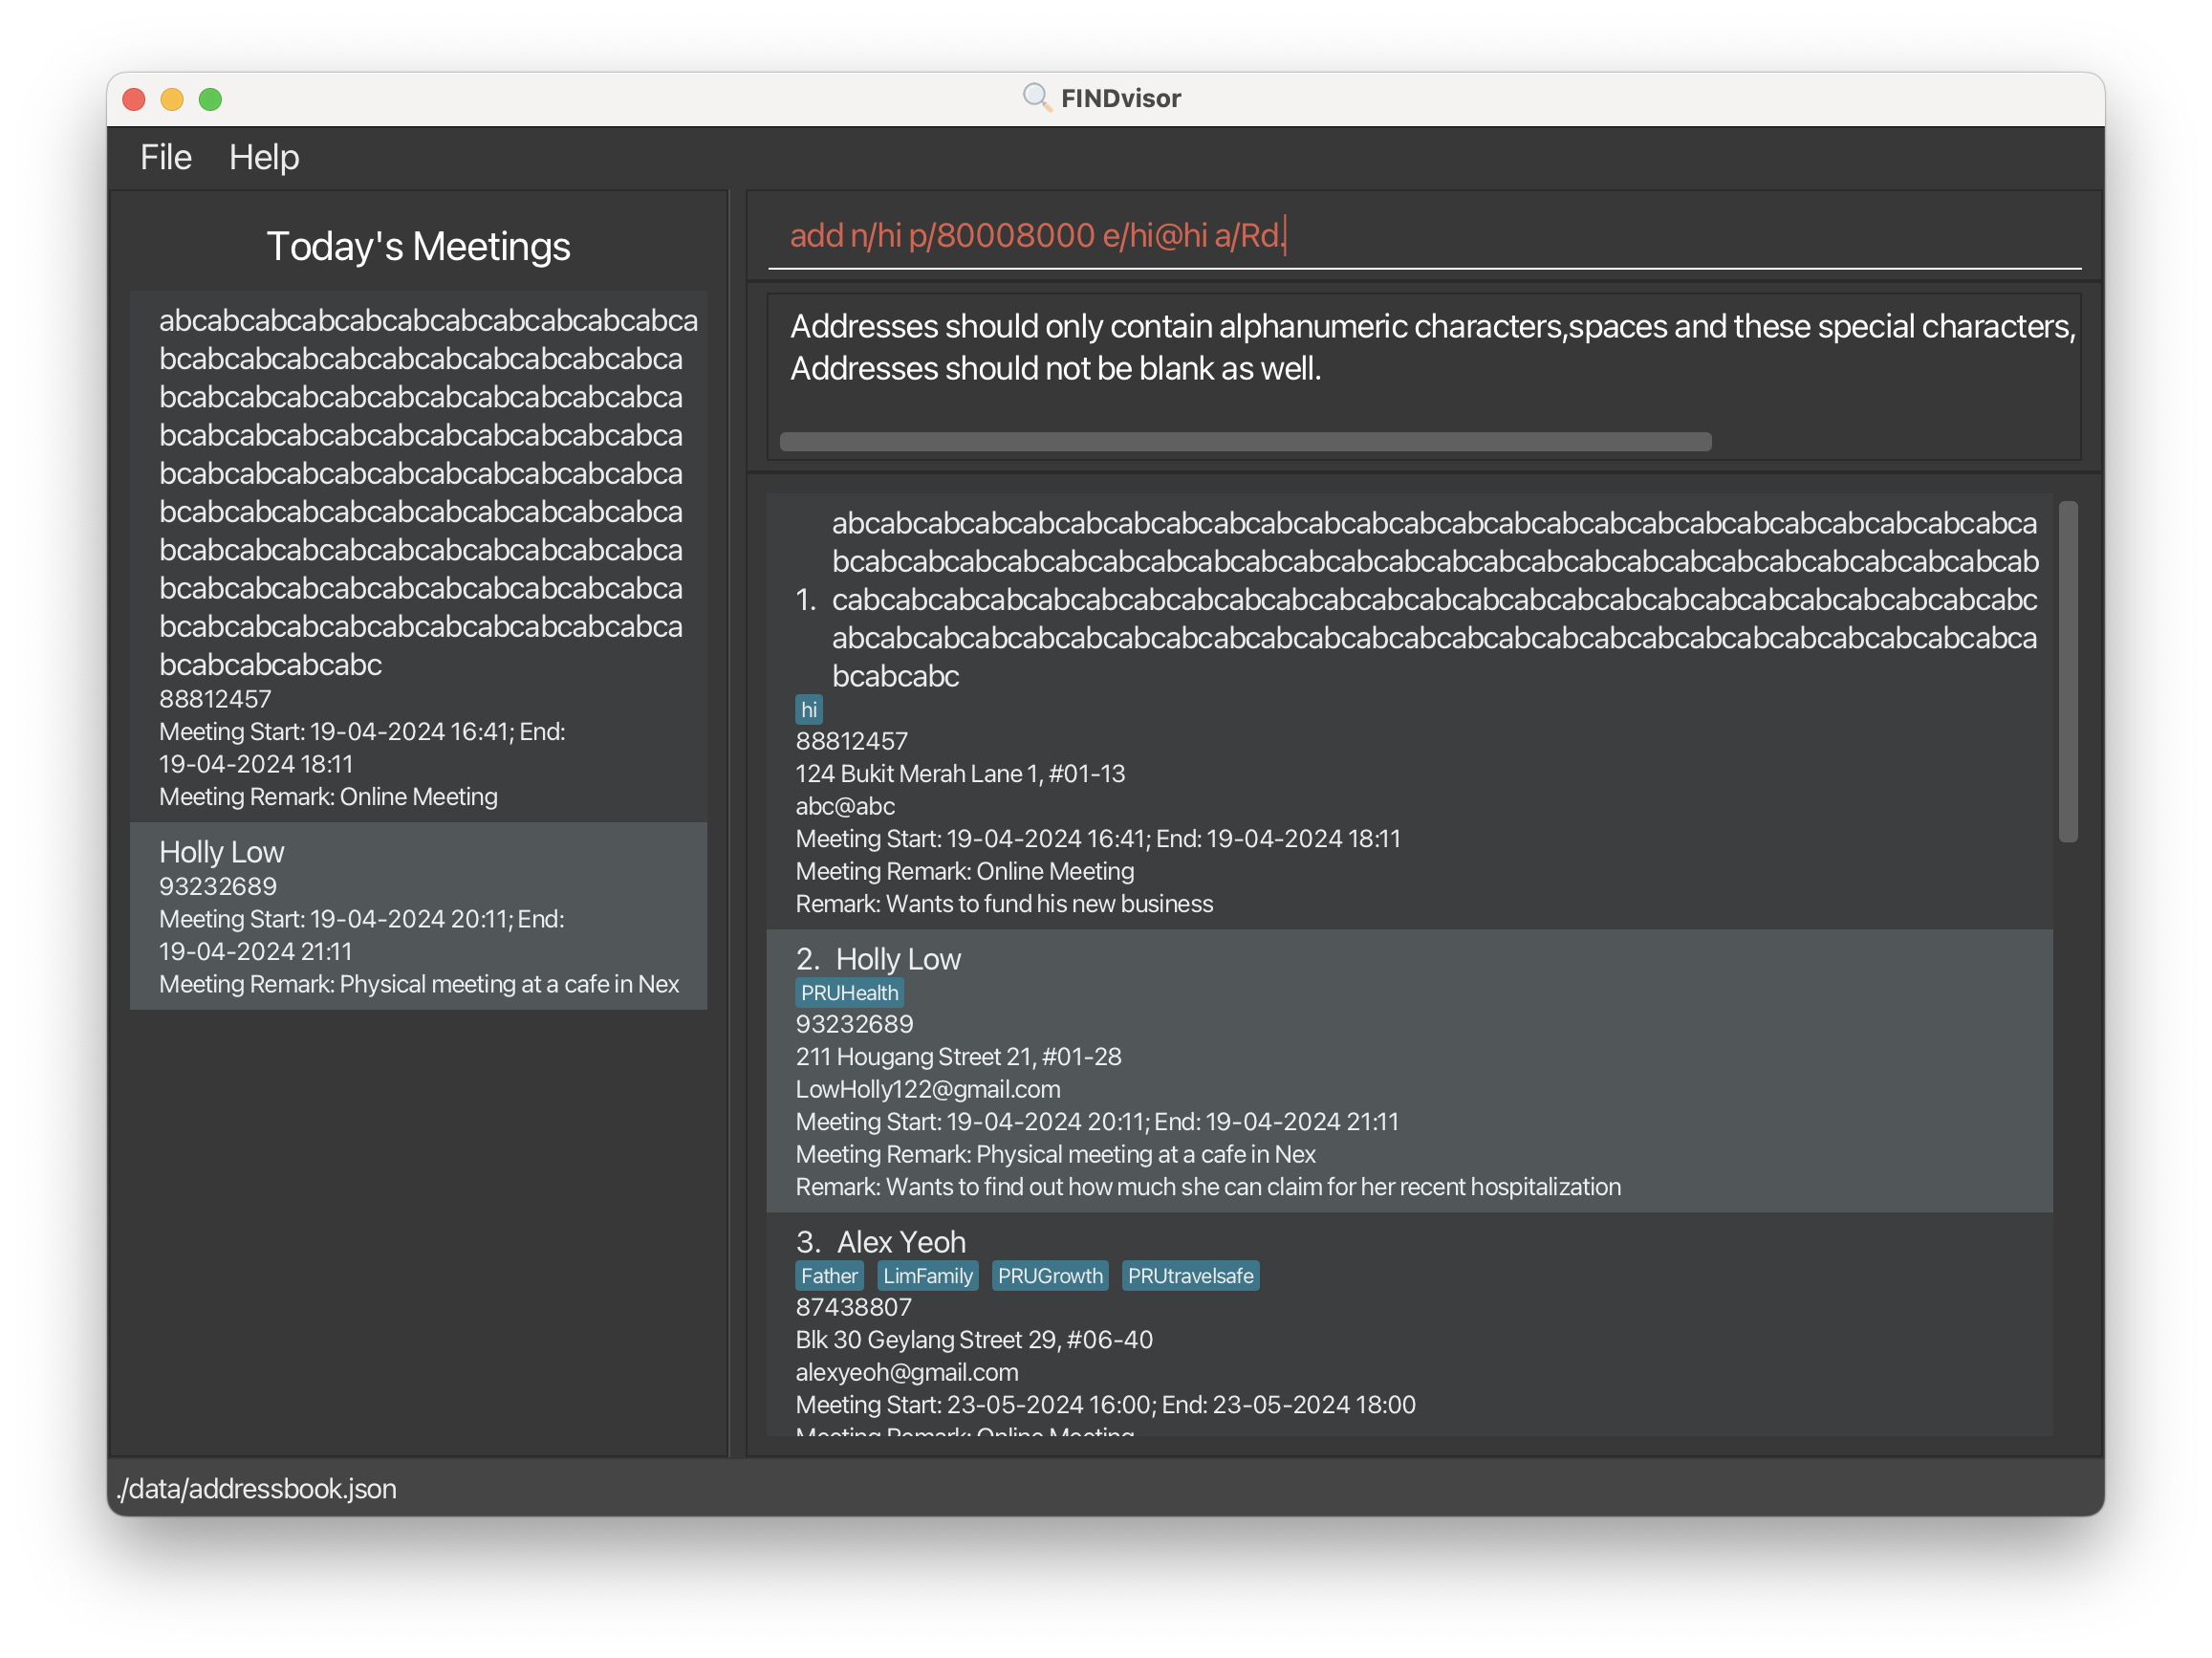 FINDvisor
File Help
Today's Meetings
abcabcabcabcabcabcabcabcabcabcabca
bcabcabcabcabcabcabcabcabcabcabca
bcabcabcabcabcabcabcabcabcabcabca
bcabcabcabcabcabcabcabcabcabcabca
bcabcabcabcabcabcabcabcabcabcabca
bcabcabcabcabcabcabcabcabcabcabca
bcabcabcabcabcabcabcabcabcabcabca
bcabcabcabcabcabcabcabcabcabcabca
bcabcabcabcabcabcabcabcabcabcabca
bcabcabcabcabc
88812457
Meeting Start: 19-04-2024 16:41; End:
19-04-2024 18:11
Meeting Remark: Online Meeting
Holly Low
93232689
Meeting Start: 19-04-2024 20:11; End:
19-04-2024 21:11
Meeting Remark: Physical meeting at a cafe in Nex
add n/hi p/80008000 e/hi@hi a/Rd.
Addresses should only contain alphanumeric characters,spaces and these special characters,
Addresses should not be blank as well.
abcabcabcabcabcabcabcabcabcabcabcabcabcabcabcabcabcabcabcabcabcabcabcabcabca
bcabcabcabcabcabcabcabcabcabcabcabcabcabcabcabcabcabcabcabcabcabcabcabcabcab
1. cabcabcabcabcabcabcabcabcabcabcabcabcabcabcabcabcabcabcabcabcabcabcabcabcabc
abcabcabcabcabcabcabcabcabcabcabcabcabcabcabcabcabcabcabcabcabcabcabcabcabca
bcabcabc
hi
88812457
124 Bukit Merah Lane 1, #01-13
abc@abc
Meeting Start: 19-04-2024 16:41; End: 19-04-2024 18:11
Meeting Remark: Online Meeting
Remark: Wants to fund his new business
2. Holly Low
PRUHealth
93232689
211 Hougang Street 21, #01-28
LowHolly122@gmail.com
Meeting Start: 19-04-2024 20:11; End: 19-04-2024 21:11
Meeting Remark: Physical meeting at a cafe in Nex
Remark: Wants to find out how much she can claim for her recent hospitalization
3. Alex Yeoh
Father LimFamily PRUGrowth PRUtravelsafe
87438807
Blk 30 Geylang Street 29, #06-40
alexyeoh@gmail.com
Meeting Start: 23-05-2024 16:00; End: 23-05-2024 18:00
Meeting Remark: Online Meeting
./data/addressbook.json